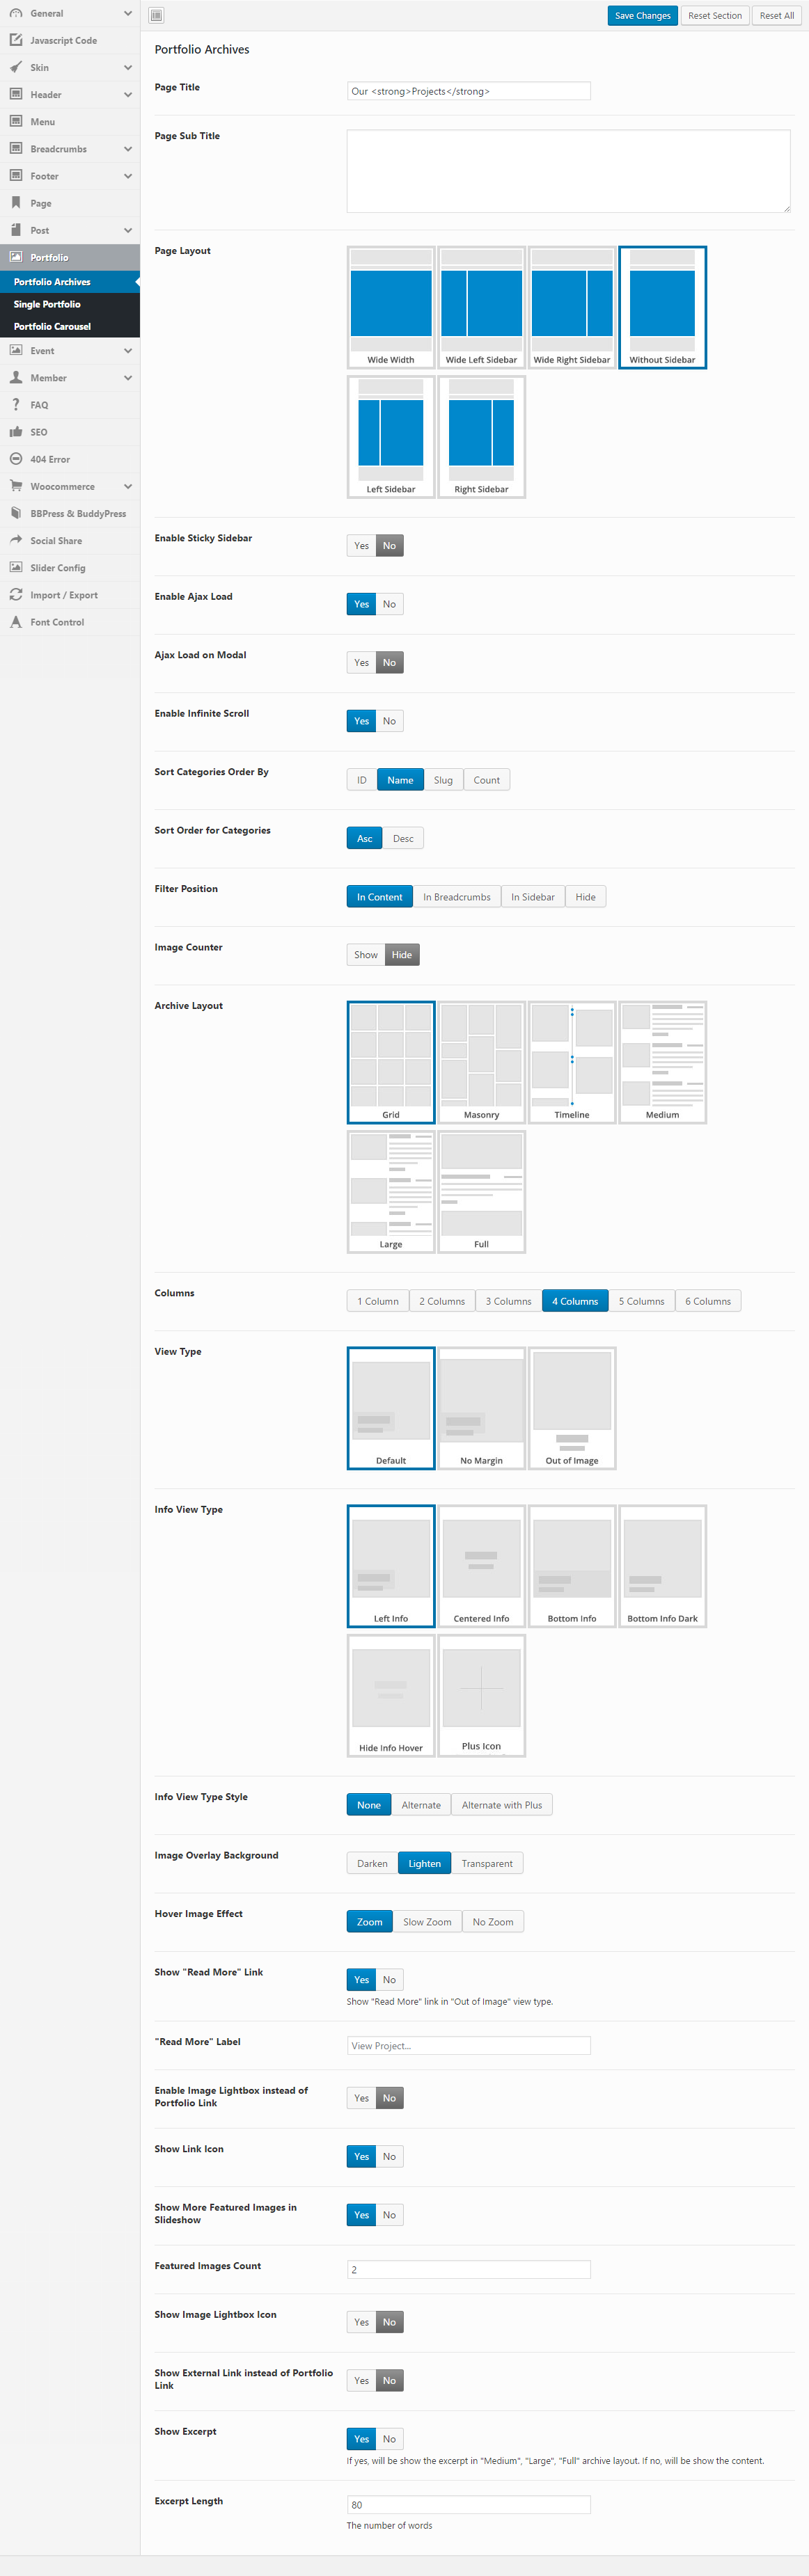 General
Javascript Code
Skin
Header
Menu
Breadcrumbs
Footer
Page
Post
Portfolio
Portfolio Archives
Single Portfolio
Portfolio Carousel
Event
Member
FAQ
SEO
404 Error
Woocommerce
BBPress & BuddyPress
Social Share
Slider Config
Import / Export
Font Control
Save Changes Reset Section Reset All
Portfolio Archives
Page Title
Our <strong>Projects</strong>
Page Sub Title
Page Layout
Wide Width Wide Left Sidebar Wide Right Sidebar Without Sidebar
Left Sidebar Right Sidebar
Enable Sticky Sidebar
Yes No
Enable Ajax Load
Yes No
Ajax Load on Modal
Yes No
Enable Infinite Scroll
Yes No
Sort Categories Order By
ID Name Slug Count
Sort Order for Categories
Asc Desc
Filter Position
In Content In Breadcrumbs In Sidebar Hide
Image Counter
Show Hide
Archive Layout
Grid Masonry Timeline Medium
Large Full
Columns
1 Column 2 Columns 3 Columns 4 Columns 5 Columns 6 Columns
View Type
Default No Margin Out of Image
Info View Type
Left Info Centered Info Bottom Info Bottom Info Dark
Hide Info Hover Plus Icon
Info View Type Style
None Alternate Alternate with Plus
Image Overlay Background
Darken Lighten Transparent
Hover Image Effect
Zoom Slow Zoom No Zoom
Show "Read More" Link
Yes No
Show "Read More" link in "Out of Image" view type.
"Read More" Label
View Project...
Enable Image Lightbox instead of
Portfolio Link
Yes No
Show Link Icon
Yes No
Show More Featured Images in
Slideshow
Yes No
Featured Images Count
2
Show Image Lightbox Icon
Yes No
Show External Link instead of Portfolio
Link
Yes No
Show Excerpt
Yes No
If yes, will be show the excerpt in "Medium", "Large", "Full" archive layout. If no, will be show the content.
Excerpt Length
80
The number of words